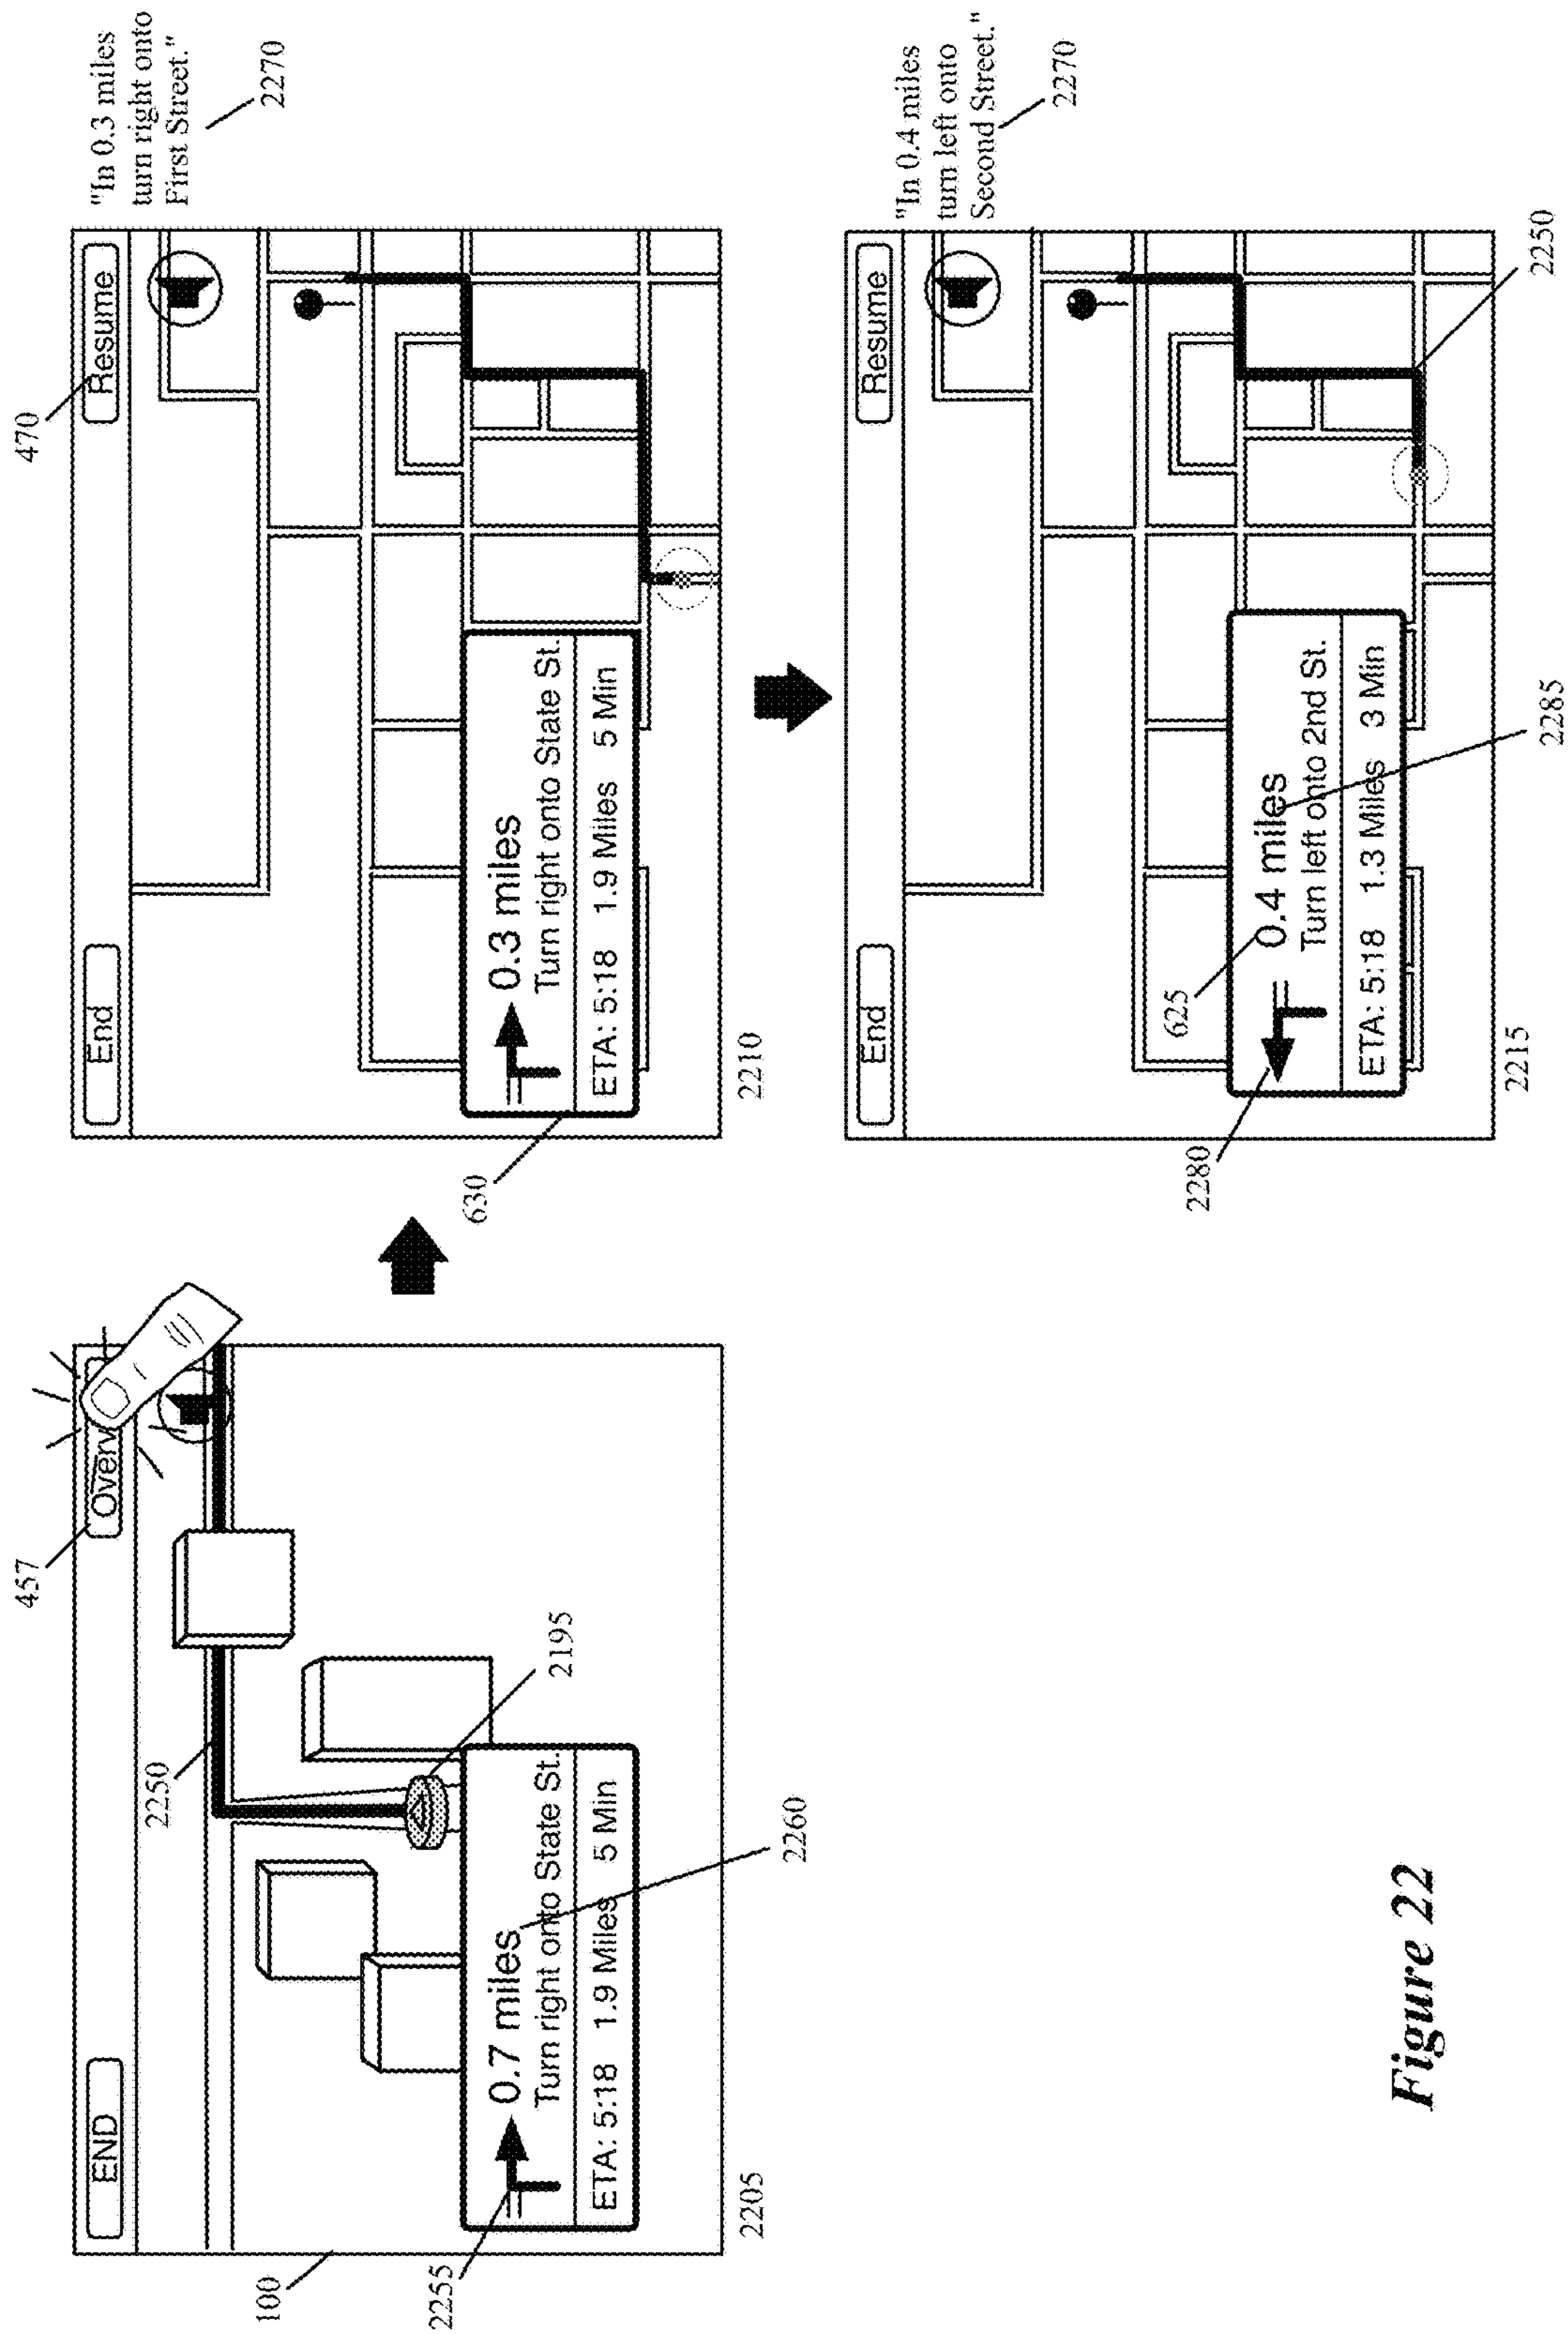 457
END
Overv
2250
2195
100
2255
0.7 miles
Turn right onto State St.
ETA: 5:18 1.9 Miles 5 Min
2260
2205
470
End
Resume
"In 0.3 miles
turn right onto
First Street."
2270
0.3 miles
Turn right onto State St.
ETA: 5:18 1.9 Miles 5 Min
630
2210
End
Resume
"In 0.4 miles
turn left onto
Second Street."
2270
625
0.4 miles
Turn left onto 2nd St.
ETA: 5:18 1.3 Miles 3 Min
2280
2250
2285
2215
Figure 22